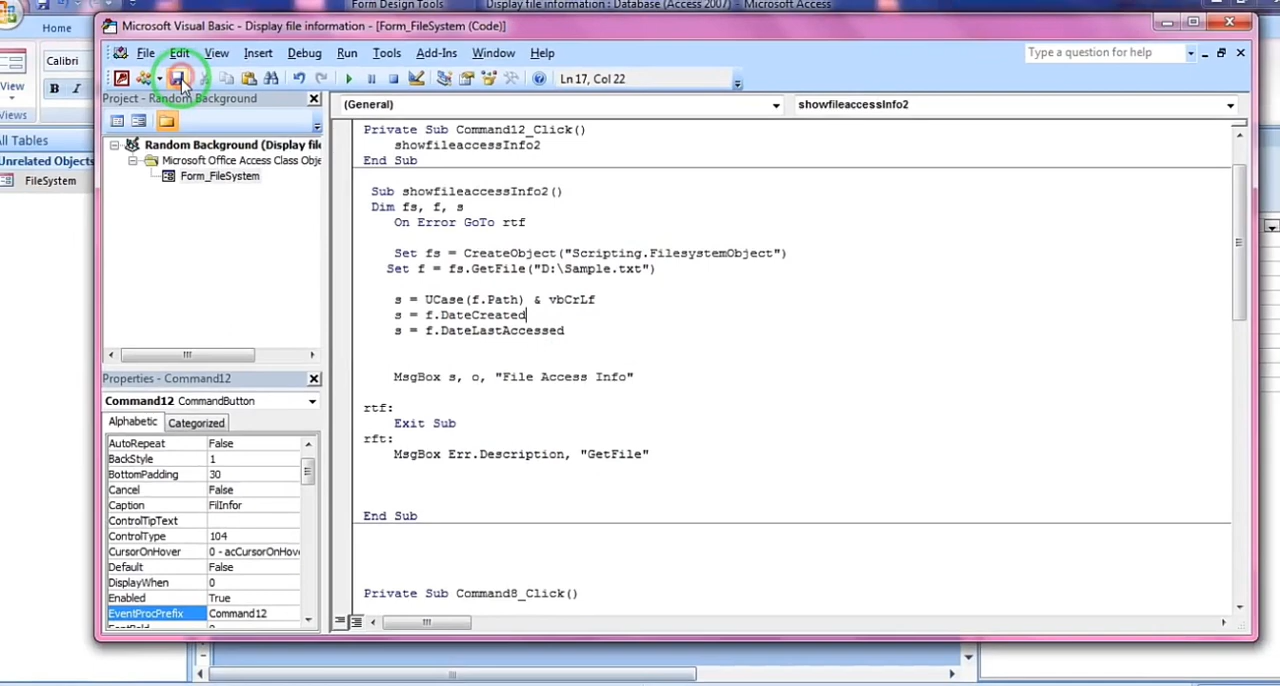 Form Design Tools
Display file information : Database (Access 2007) - Microsoft Access
Microsoft Visual Basic - Display file information - [Form_FileSystem (Code)]
Home
File Edit View Insert Debug Run Tools Add-Ins Window Help
Type a question for help
Calibri
Ln 17, Col 22
View
B I
Views
Project - Random Background
(General)
showfileaccessInfo2
All Tables
Unrelated Objects
FileSystem
Random Background (Display file
Microsoft Office Access Class Obje
Form_FileSystem
Private Sub Command12_Click()
showfileaccessInfo2
End Sub
Sub showfileaccessInfo2()
Dim fs, f, s
On Error GoTo rtf
Set fs = CreateObject("Scripting.FilesystemObject")
Set f = fs.GetFile("D:\Sample.txt")
s = UCase(f.Path) & vbCrLf
s = f.DateCreated
s = f.DateLastAccessed
MsgBox s, o, "File Access Info"
rtf:
Exit Sub
rft:
MsgBox Err.Description, "GetFile"
End Sub
Private Sub Command8_Click()
Properties - Command12
Command12 CommandButton
Alphabetic Categorized
AutoRepeat False
BackStyle 1
BottomPadding 30
Cancel False
Caption FilInfor
ControlTipText
ControlType 104
CursorOnHover 0 - acCursorOnHov
Default False
DisplayWhen 0
Enabled True
EventProcPrefix Command12